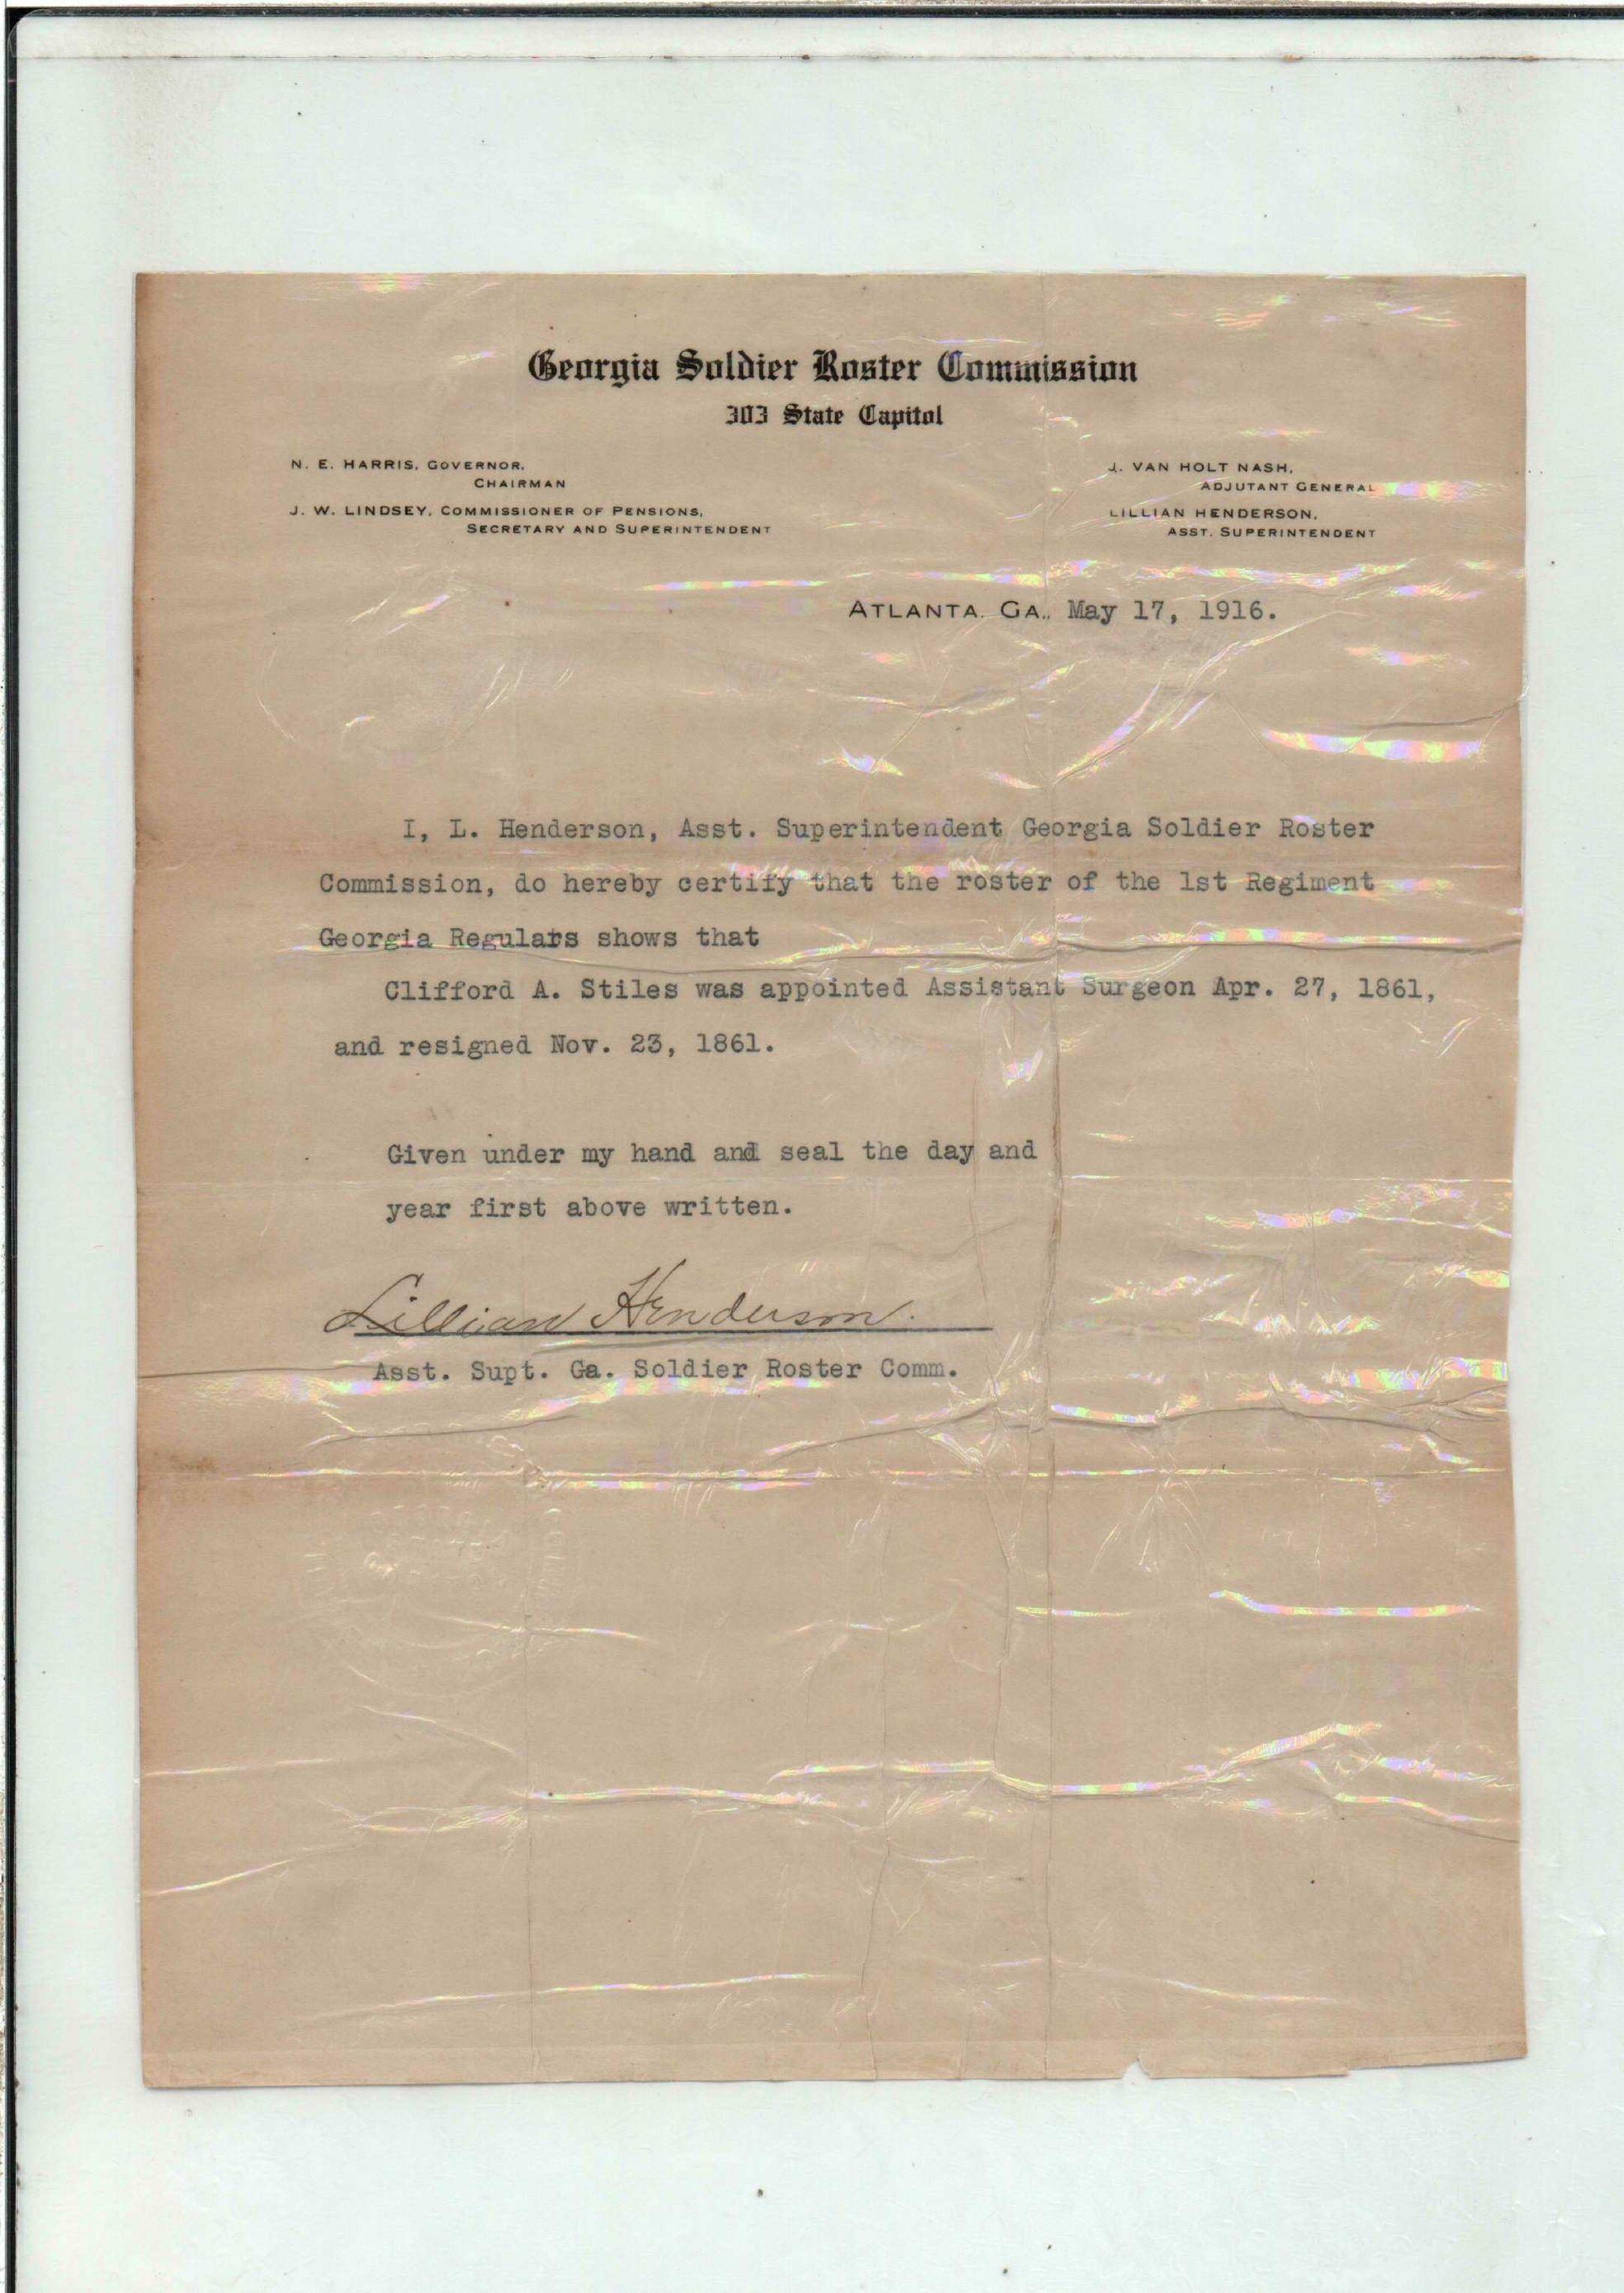 Georgia Soldier Roster Commission
303 State Capitol
N. E. HARRIS, GOVERNOR,
CHAIRMAN
J. W. LINDSEY, COMMISSIONER OF PENSIONS,
SECRETARY AND SUPERINTENDENT
J. VAN HOLT NASH,
ADJUTANT GENERAL
LILLIAN HENDERSON,
ASST. SUPERINTENDENT
ATLANTA, GA., May 17, 1916.
I, L. Henderson, Asst. Superintendent Georgia Soldier Roster
Commission, do hereby certify that the roster of the 1st Regiment
Georgia Regulars shows that
Clifford A. Stiles was appointed Assistant Surgeon Apr. 27, 1861,
and resigned Nov. 23, 1861.
Given under my hand and seal the day and
year first above written.
Lillian Henderson.
Asst. Supt. Ga. Soldier Roster Comm.